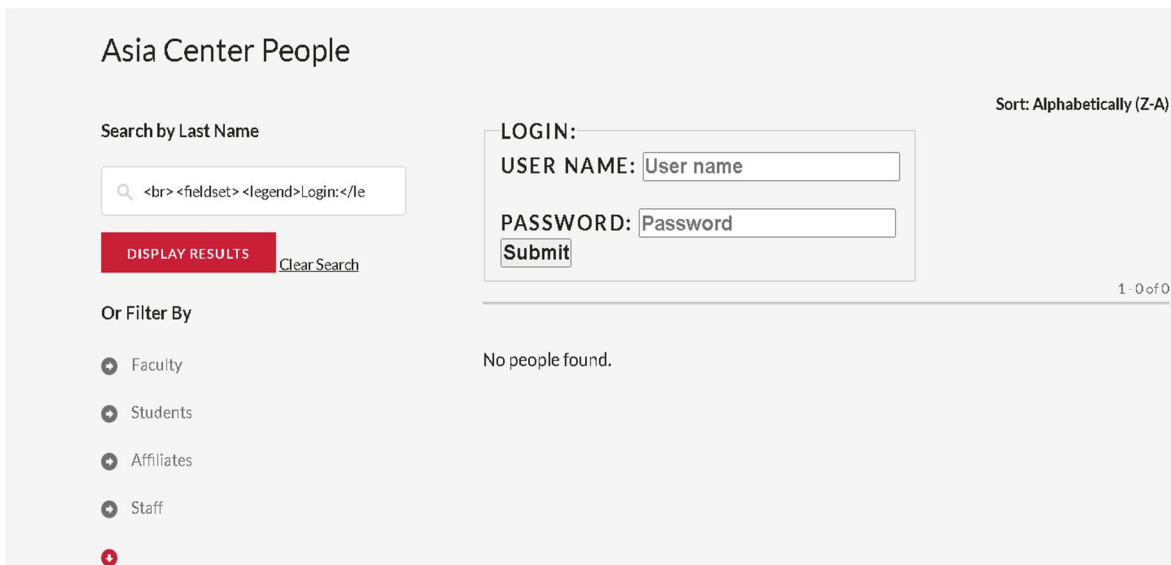 Asia Center People
Sort: Alphabetically (Z-A)
Search by Last Name
<br> <fieldset> <legend>Login:</le
DISPLAY RESULTS
Clear Search
Or Filter By
Faculty
Students
Affiliates
Staff
LOGIN:
USER NAME: User name
PASSWORD: Password
Submit
1 - 0 of 0
No people found.